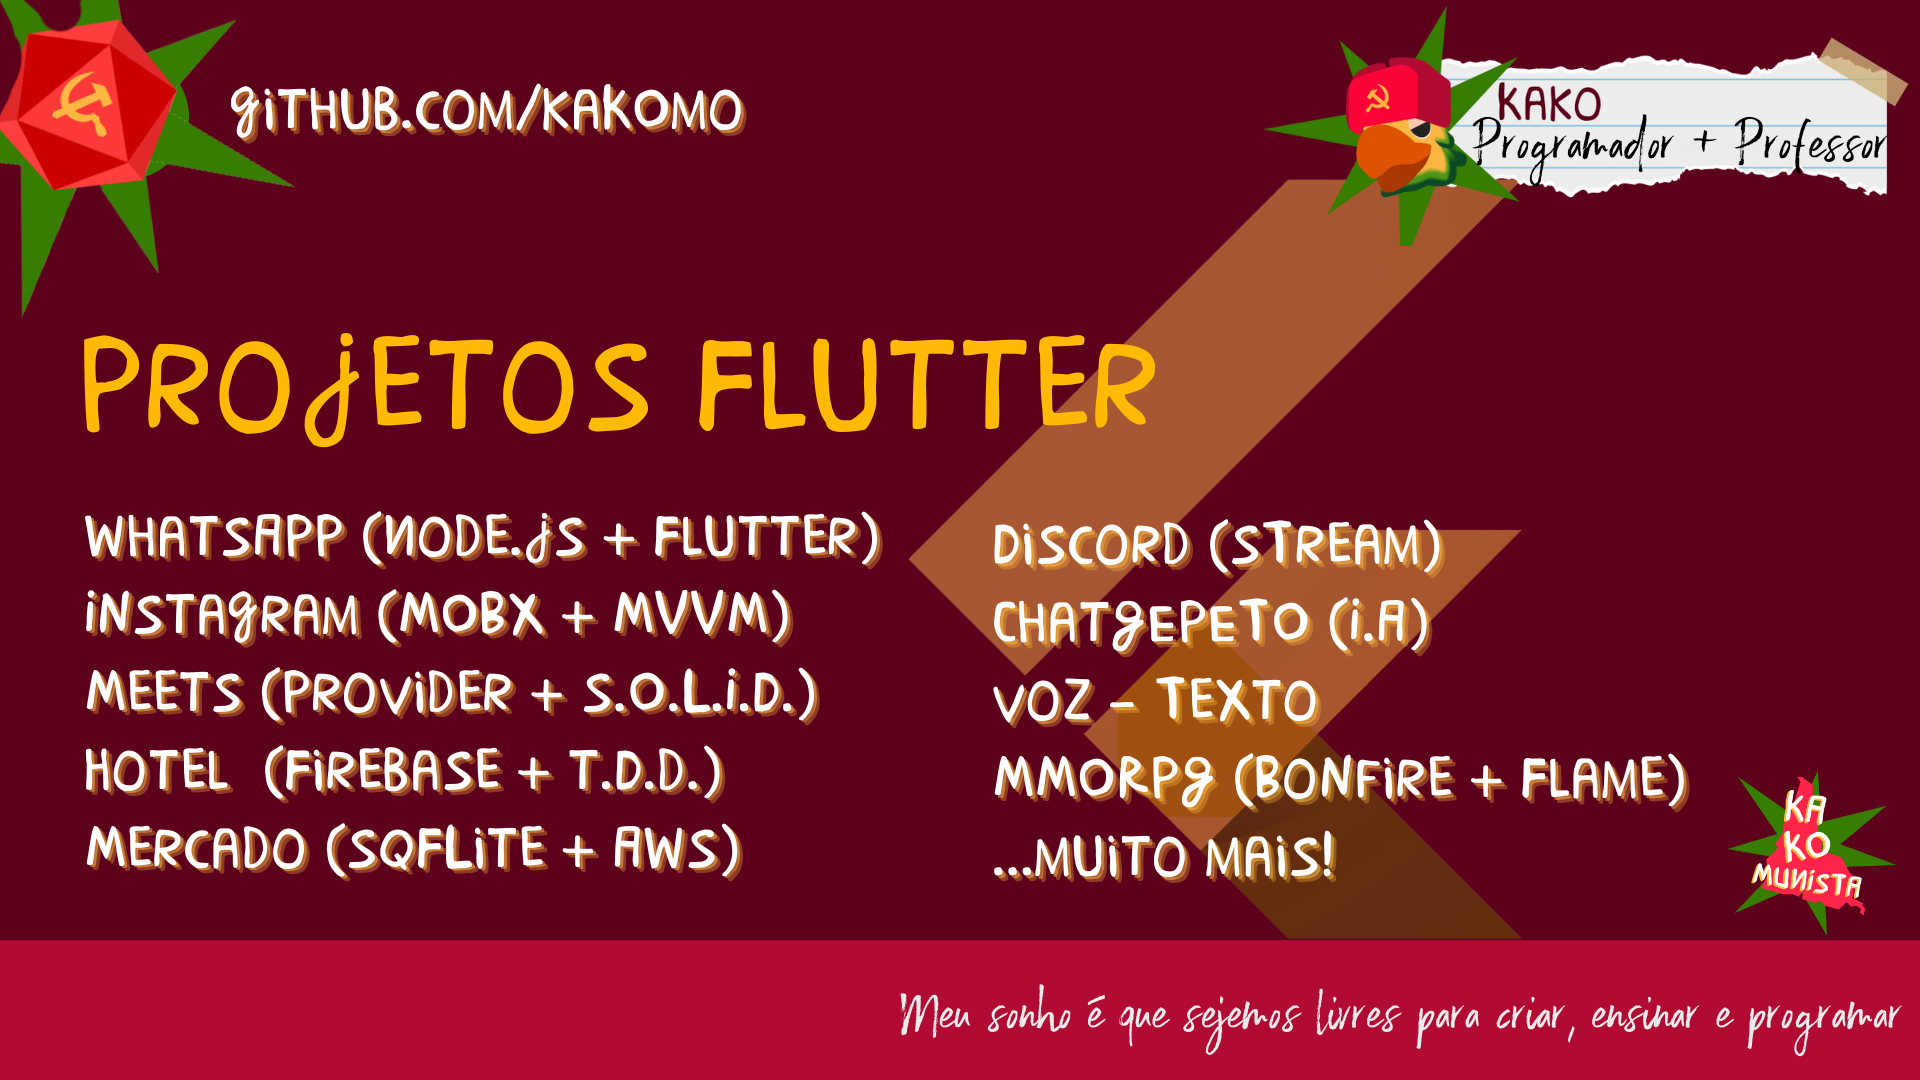 GiTHUB.COM/KAKOMO
KAKO
Programador + Professor
PROJETOS FLUTTER
WHATSAPP (NODE.JS + FLUTTER)
iNSTAGRAM (MOBX + MVVM)
MEETS (PROViDER + S.O.L.i.D.)
HOTEL (FiREBASE + T.D.D.)
MERCADO (SQFLiTE + AWS)
DiSCORD (STREAM)
CHATGEPETO (i.A)
VOZ - TEXTO
MMORPG (BONFiRE + FLAME)
...MUiTO MAiS!
KA
KO
MUNiSTA
Meu sonho é que sejemos livres para criar, ensinar e programar